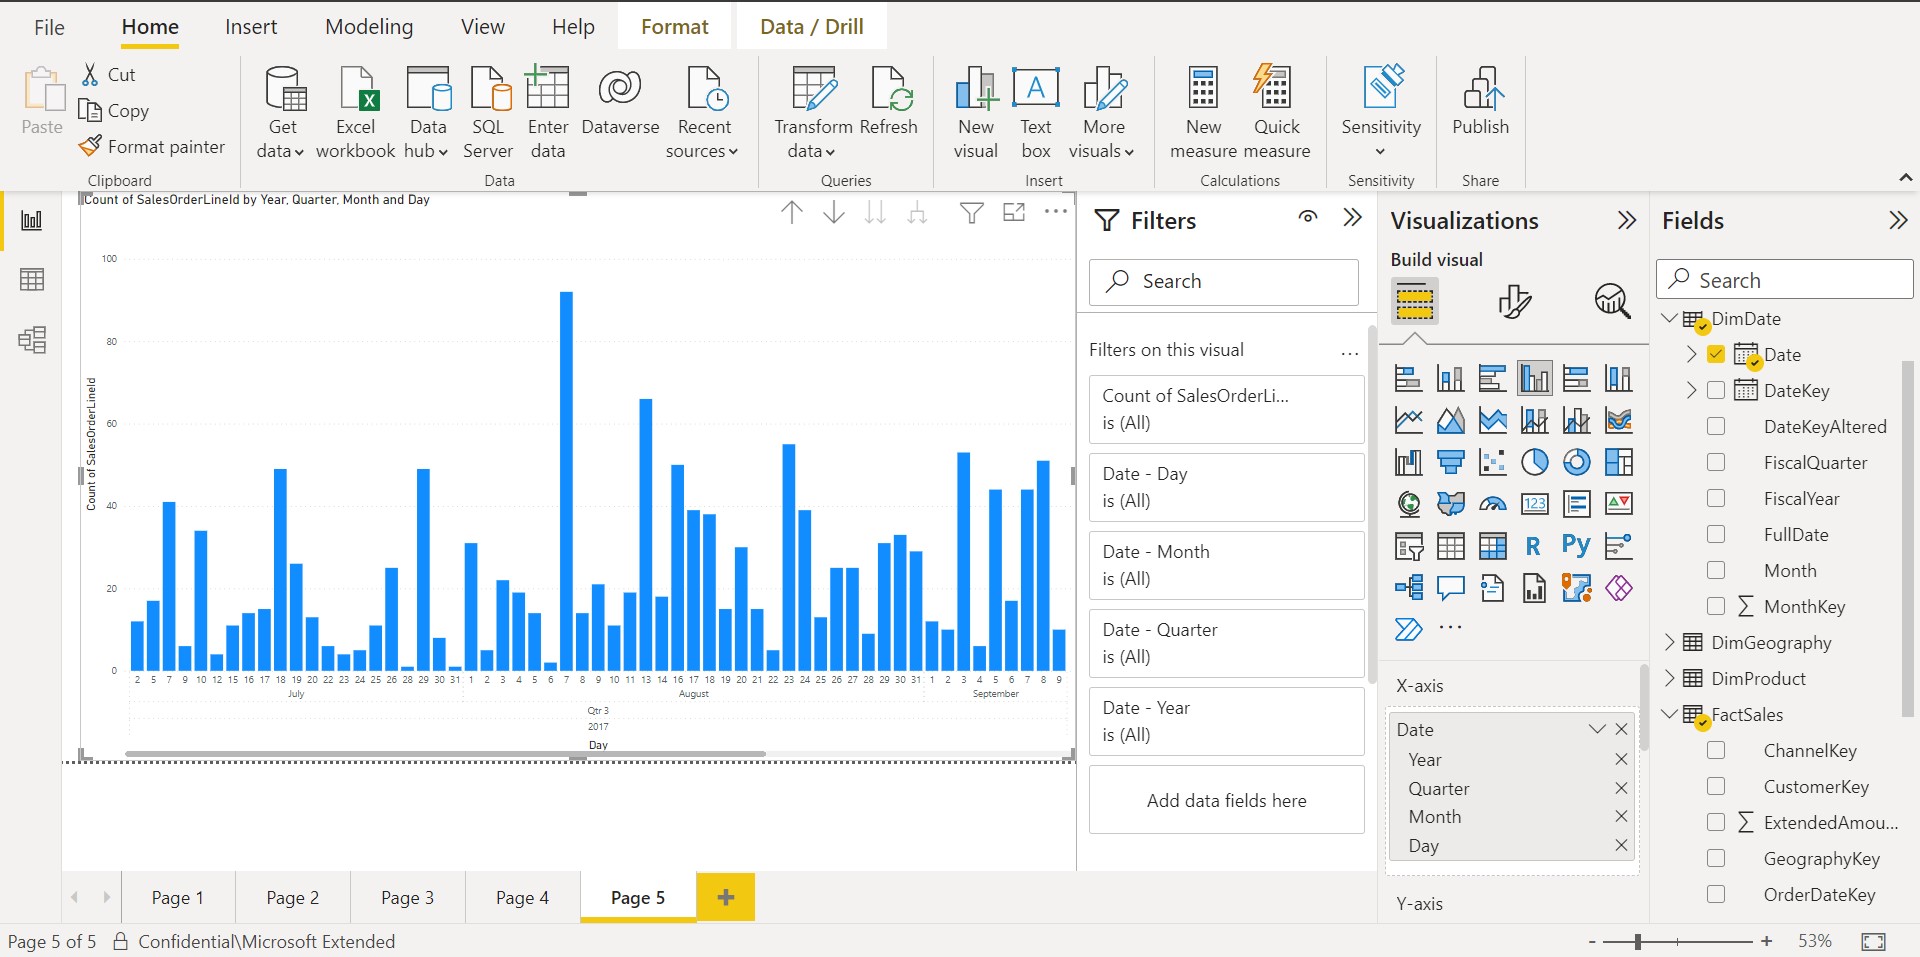 File Home Insert Modeling View Help Format Data / Drill
Paste
Cut
Copy
Format painter
Get data
Excel workbook
Data hub
SQL Server
Enter data
Dataverse
Recent sources
Transform data
Refresh
New visual
Text box
More visuals
New measure
Quick measure
Sensitivity
Publish
Clipboard Data Queries Insert Calculations Sensitivity Share
Count of SalesOrderLineId by Year, Quarter, Month and Day
Count of SalesOrderLineId
100
80
60
40
20
0
2 5 7 9 10 12 15 16 17 18 19 20 22 23 24 25 26 28 29 30 31 1 2 3 4 5 6 7 8 9 10 11 13 14 16 17 18 19 20 21 22 23 24 25 26 27 28 29 30 31 1 2 3 4 5 6 7 8 9
July August September
Qtr 3
2017
Day
Filters
Search
Filters on this visual ...
Count of SalesOrderLi...
is (All)
Date - Day
is (All)
Date - Month
is (All)
Date - Quarter
is (All)
Date - Year
is (All)
Add data fields here
Visualizations
Build visual
123
R Py
...
X-axis
Date
Year
Quarter
Month
Day
Y-axis
Fields
Search
DimDate
Date
DateKey
DateKeyAltered
FiscalQuarter
FiscalYear
FullDate
Month
MonthKey
DimGeography
DimProduct
FactSales
ChannelKey
CustomerKey
ExtendedAmou...
GeographyKey
OrderDateKey
Page 1 Page 2 Page 3 Page 4 Page 5 +
Page 5 of 5 Confidential\Microsoft Extended - + 53%